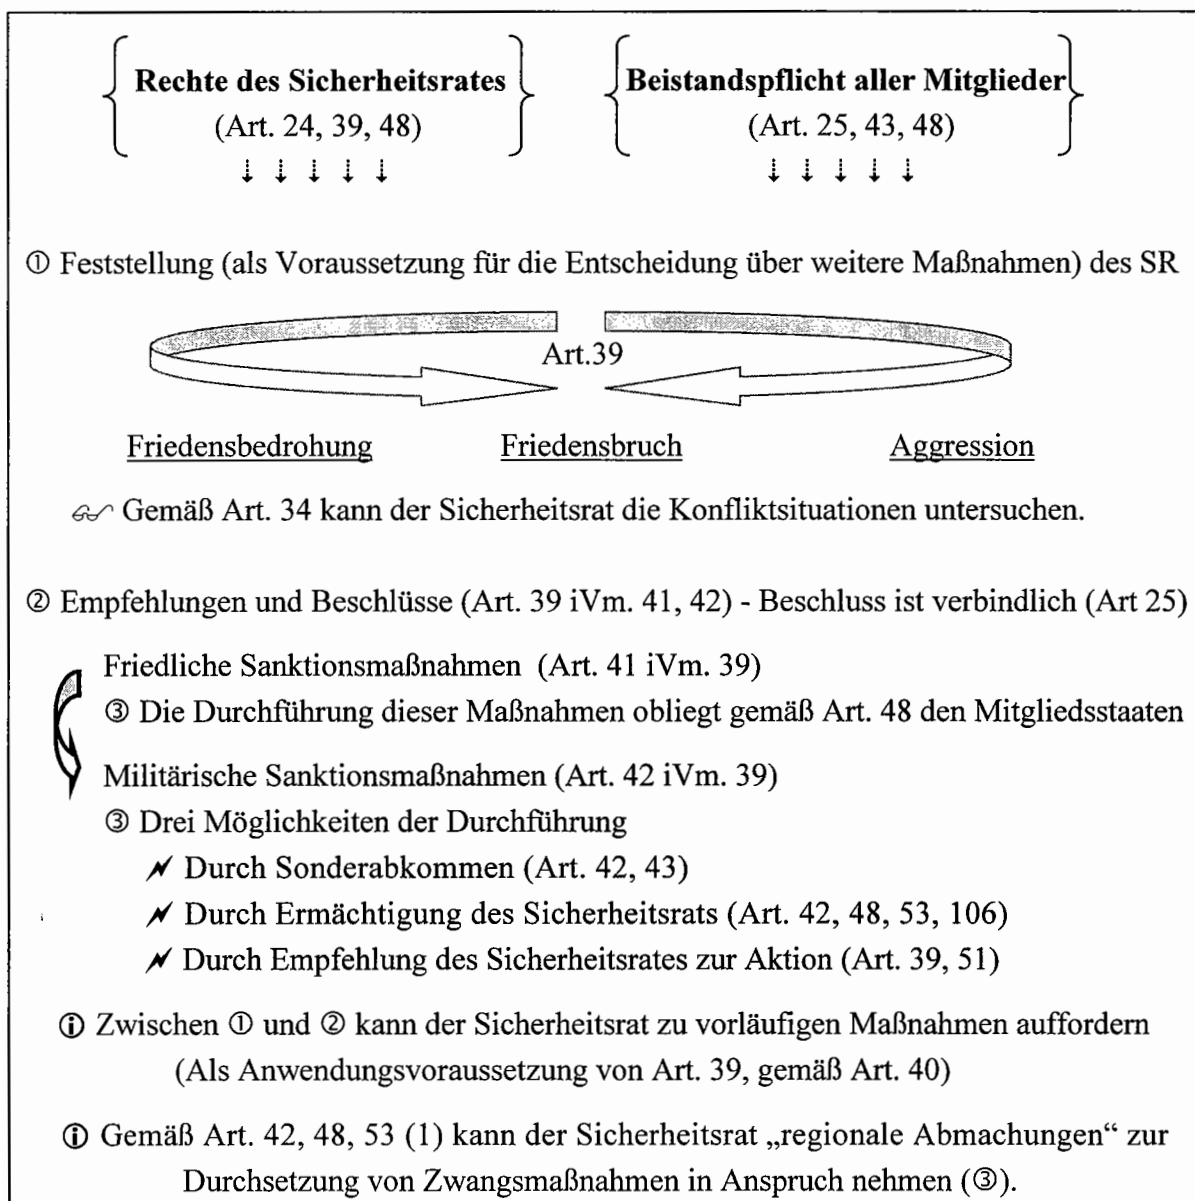 Rechte des Sicherheitsrates
(Art. 24, 39, 48)
Beistandspflicht aller Mitglieder
(Art. 25, 43, 48)
① Feststellung (als Voraussetzung für die Entscheidung über weitere Maßnahmen) des SR
Art.39
Friedensbedrohung Friedensbruch Aggression
Gemäß Art. 34 kann der Sicherheitsrat die Konfliktsituationen untersuchen.
② Empfehlungen und Beschlüsse (Art. 39 iVm. 41, 42) - Beschluss ist verbindlich (Art 25)
Friedliche Sanktionsmaßnahmen (Art. 41 iVm. 39)
③ Die Durchführung dieser Maßnahmen obliegt gemäß Art. 48 den Mitgliedsstaaten
Militärische Sanktionsmaßnahmen (Art. 42 iVm. 39)
③ Drei Möglichkeiten der Durchführung
Durch Sonderabkommen (Art. 42, 43)
Durch Ermächtigung des Sicherheitsrats (Art. 42, 48, 53, 106)
Durch Empfehlung des Sicherheitsrates zur Aktion (Art. 39, 51)
ⓘ Zwischen ① und ② kann der Sicherheitsrat zu vorläufigen Maßnahmen auffordern
(Als Anwendungsvoraussetzung von Art. 39, gemäß Art. 40)
ⓘ Gemäß Art. 42, 48, 53 (1) kann der Sicherheitsrat „regionale Abmachungen“ zur
Durchsetzung von Zwangsmaßnahmen in Anspruch nehmen (③).